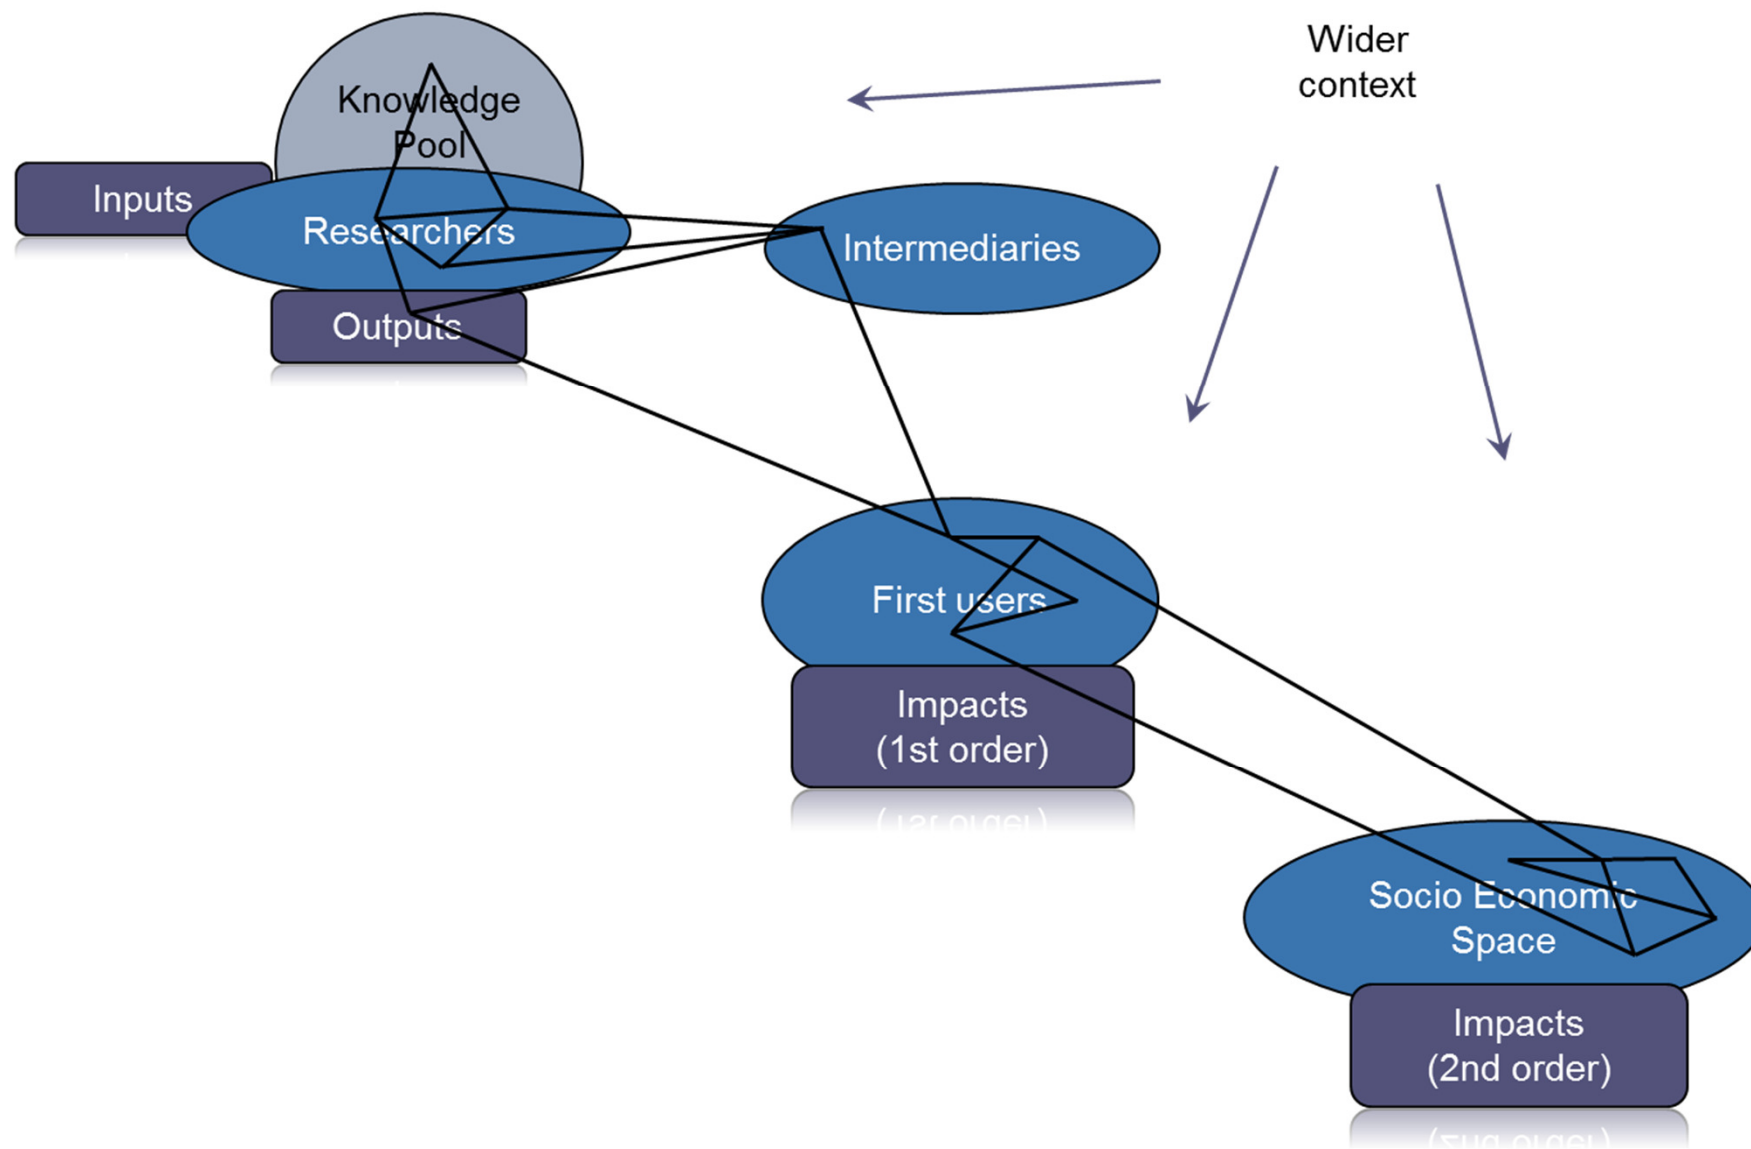 Wider
context
Knowledge
Pool
Inputs
Researchers
Intermediaries
Outputs
First users
Impacts
(1st order)
Socio Economic
Space
Impacts
(2nd order)